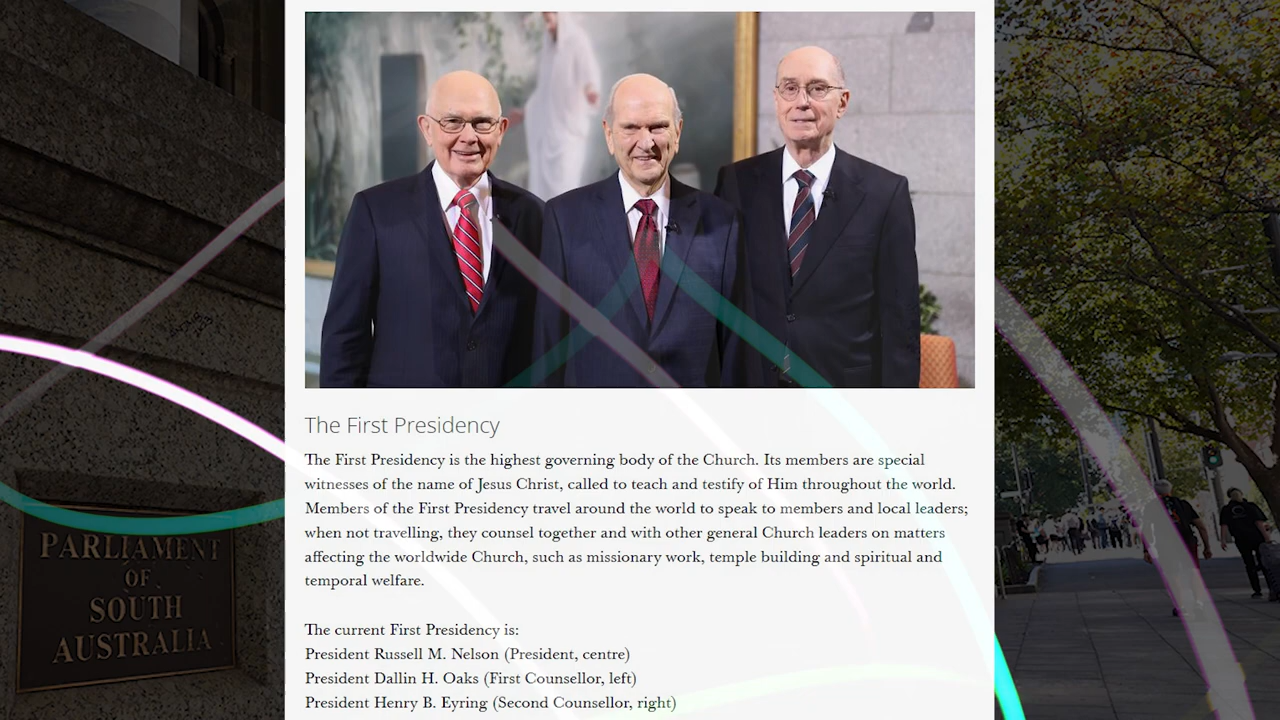 The First Presidency
The First Presidency is the highest governing body of the Church. Its members are special
witnesses of the name of Jesus Christ, called to teach and testify of Him throughout the world.
Members of the First Presidency travel around the world to speak to members and local leaders;
when not travelling, they counsel together and with other general Church leaders on matters
affecting the worldwide Church, such as missionary work, temple building and spiritual and
temporal welfare.
The current First Presidency is:
President Russell M. Nelson (President, centre)
President Dallin H. Oaks (First Counsellor, left)
President Henry B. Eyring (Second Counsellor, right)
PARLIAMENT
OF
SOUTH
AUSTRALIA